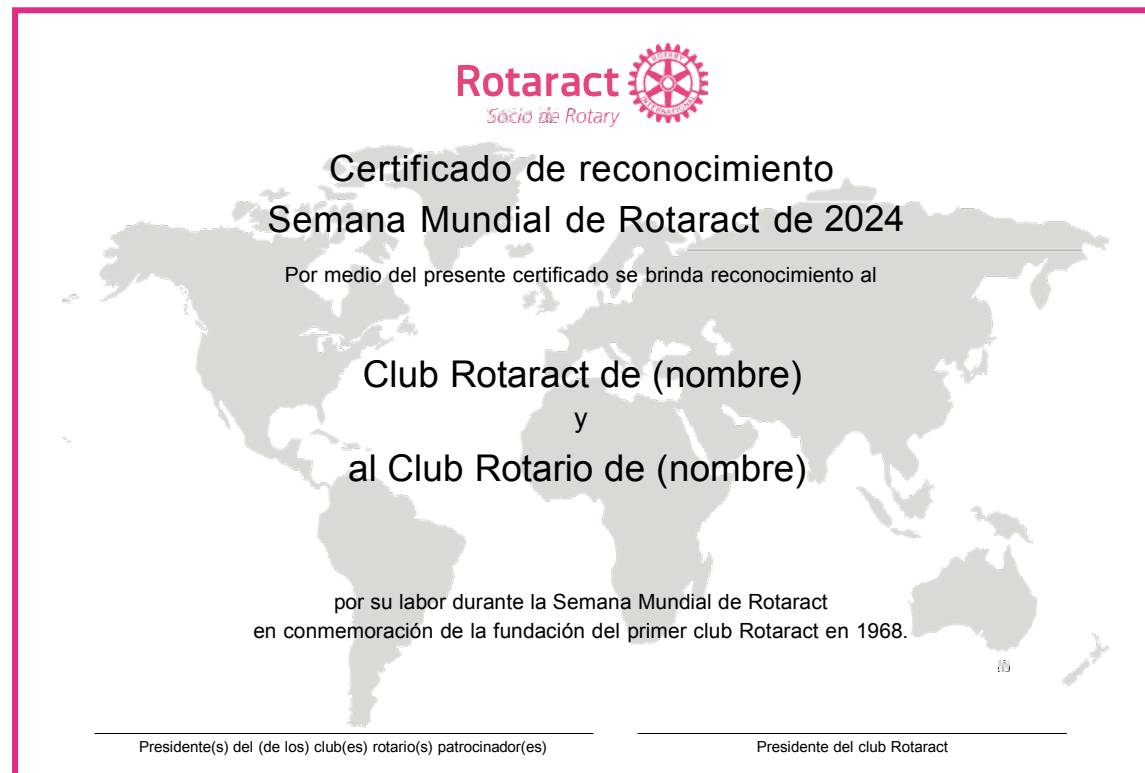 Rotaract
Socio de Rotary
ROTARY
INTERNATIONAL
Certificado de reconocimiento
Semana Mundial de Rotaract de 2024
Por medio del presente certificado se brinda reconocimiento al
Club Rotaract de (nombre)
y
al Club Rotario de (nombre)
por su labor durante la Semana Mundial de Rotaract
en conmemoración de la fundación del primer club Rotaract en 1968.
Presidente(s) del (de los) club(es) rotario(s) patrocinador(es)
Presidente del club Rotaract